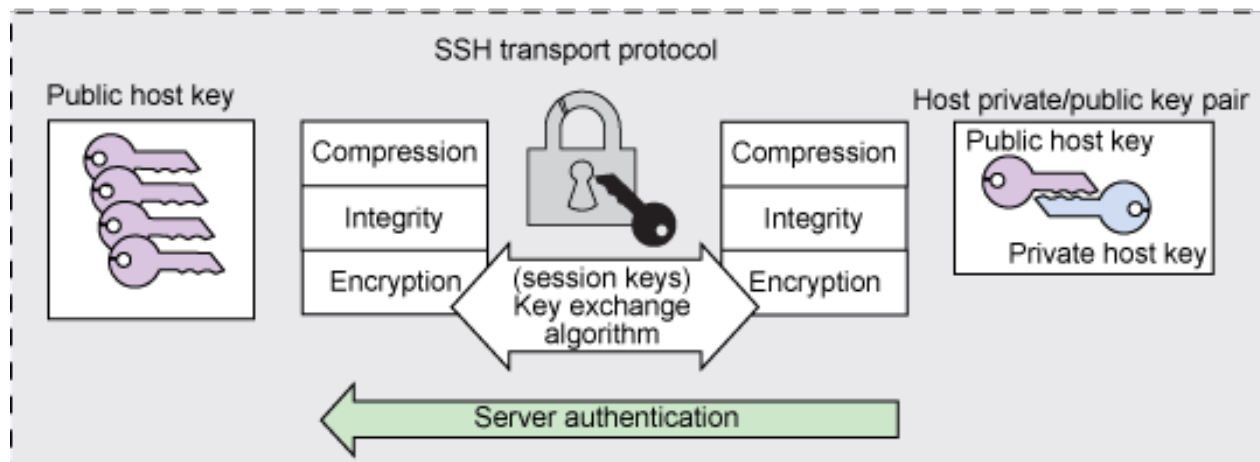 SSH transport protocol
Public host key
Host private/public key pair
Compression
Integrity
Encryption
(session keys)
Key exchange
algorithm
Compression
Integrity
Encryption
Public host key
Private host key
Server authentication